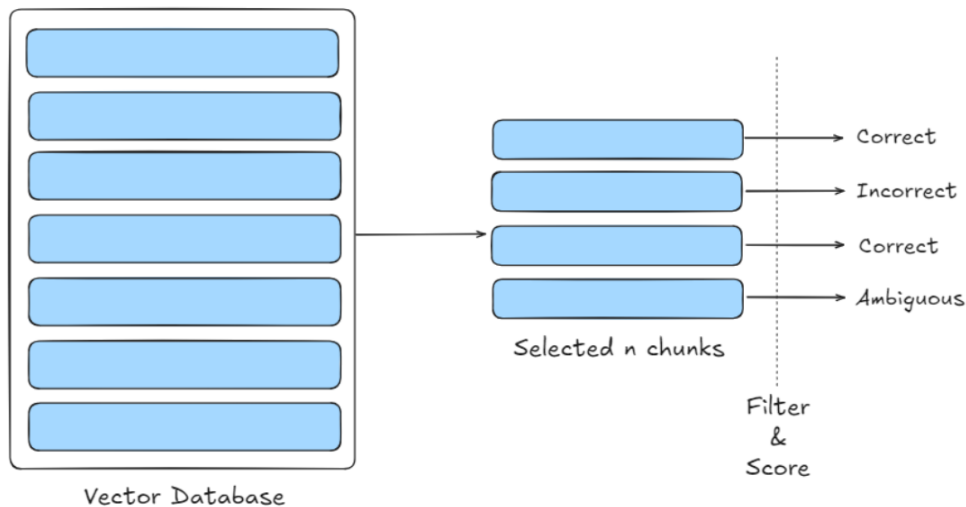 Correct
Incorrect
Correct
Ambiguous
Selected n chunks
Filter
&
Score
Vector Database